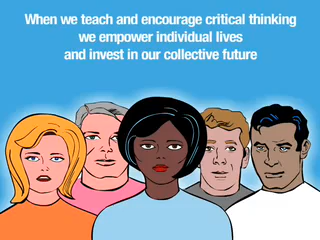 When we teach and encourage critical thinking
we empower individual lives
and invest in our collective future